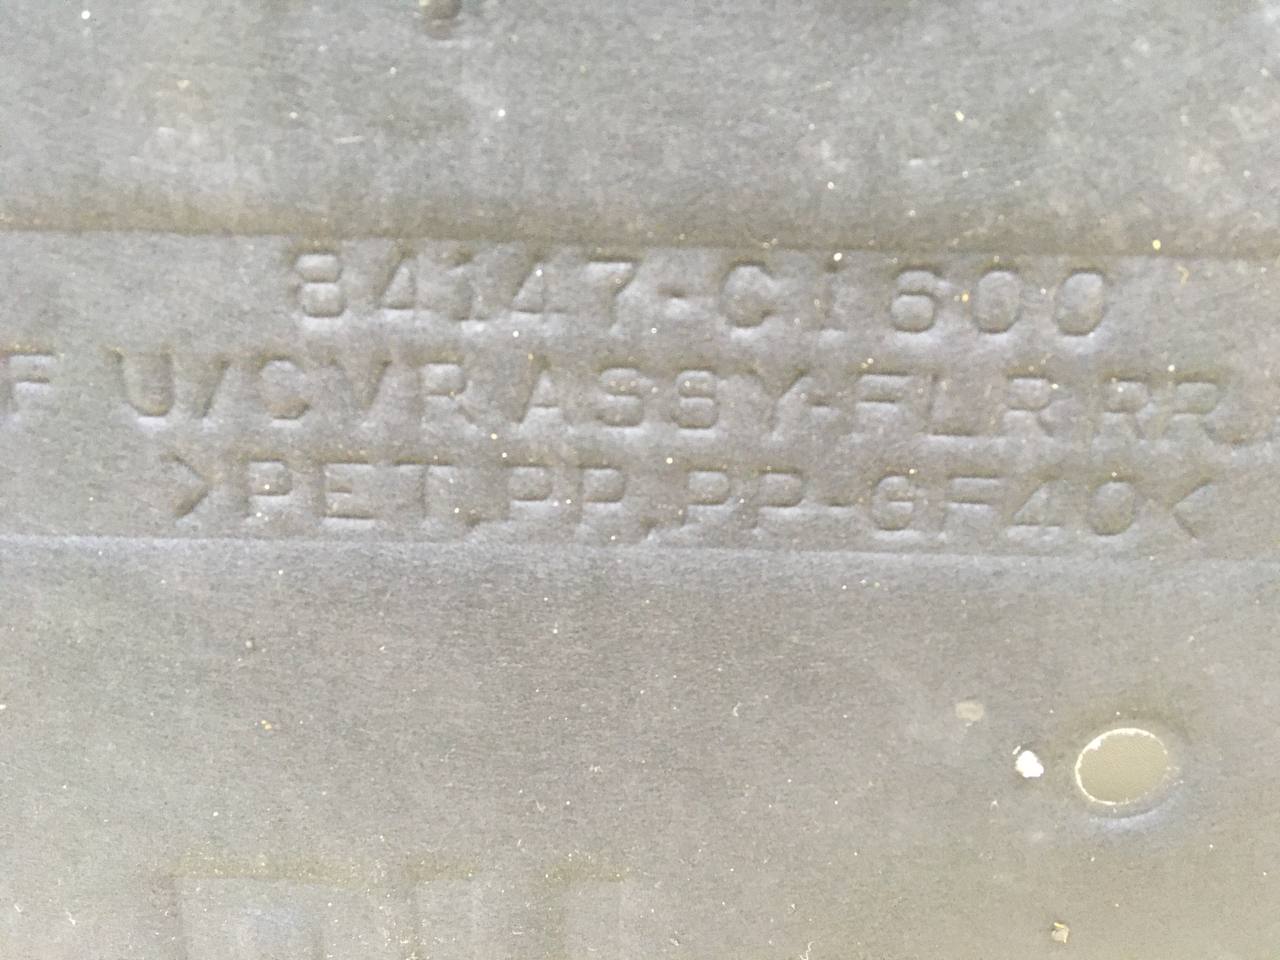 84147-C1600
F U/CVR ASSY-FLR RR
>PET,PP,PP-GF40<